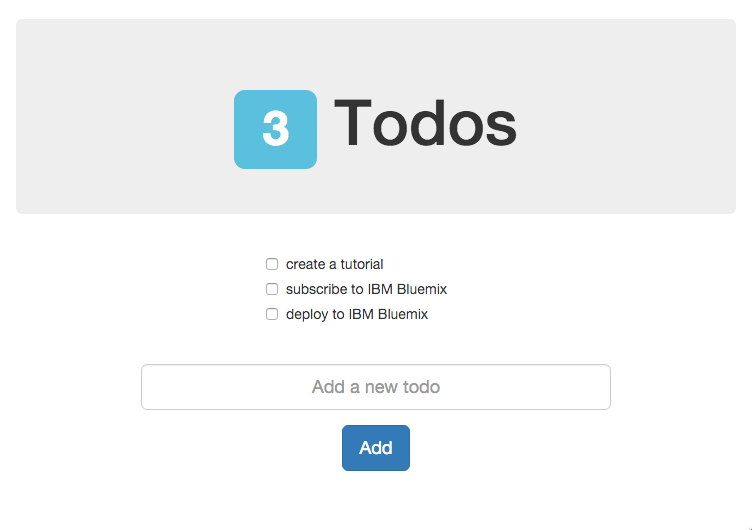 3 Todos
create a tutorial
subscribe to IBM Bluemix
deploy to IBM Bluemix
Add a new todo
Add